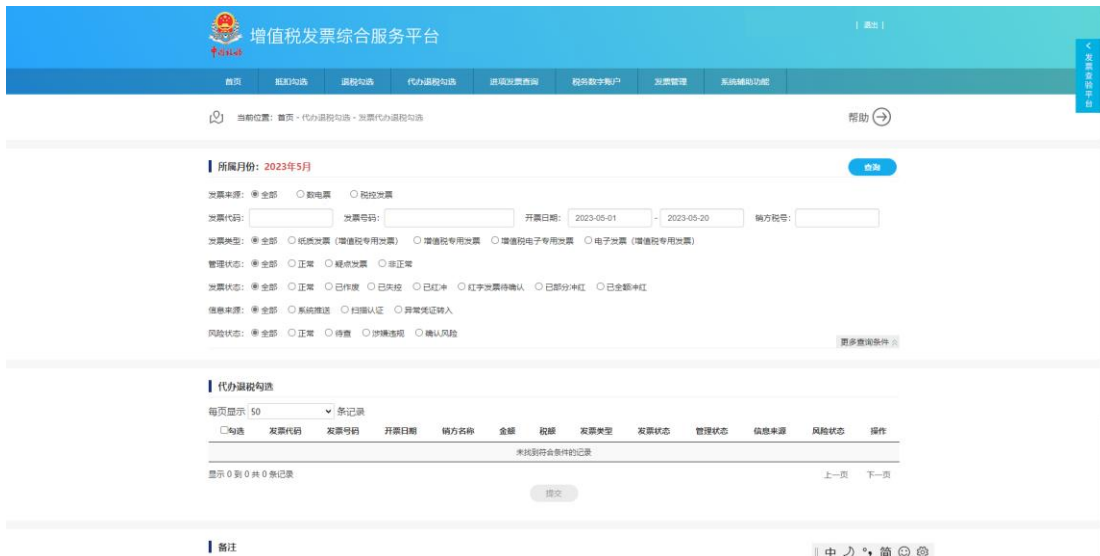 增值税发票综合服务平台
| 退出 |
首页 抵扣勾选 退税勾选 代办退税勾选 进项发票查询 税务数字账户 发票管理 系统辅助功能
发票查验平台
当前位置：首页 - 代办退税勾选 - 发票代办退税勾选
帮助
所属月份：2023年5月
查询
发票来源： 全部 数电票 税控发票
发票代码： 发票号码： 开票日期： 2023-05-01 - 2023-05-20 销方税号：
发票类型： 全部 纸质发票（增值税专用发票） 增值税专用发票 增值税电子专用发票 电子发票（增值税专用发票）
管理状态： 全部 正常 疑点发票 非正常
发票状态： 全部 正常 已作废 已失控 已红冲 红字发票待确认 已部分冲红 已全额冲红
信息来源： 全部 系统推送 扫描认证 异常凭证转入
风险状态： 全部 正常 待查 涉嫌违规 确认风险
更多查询条件
代办退税勾选
每页显示 50 条记录
勾选 发票代码 发票号码 开票日期 销方名称 金额 税额 发票类型 发票状态 管理状态 信息来源 风险状态 操作
未找到符合条件的记录
显示 0 到 0 共 0 条记录
上一页 下一页
提交
备注
中 简